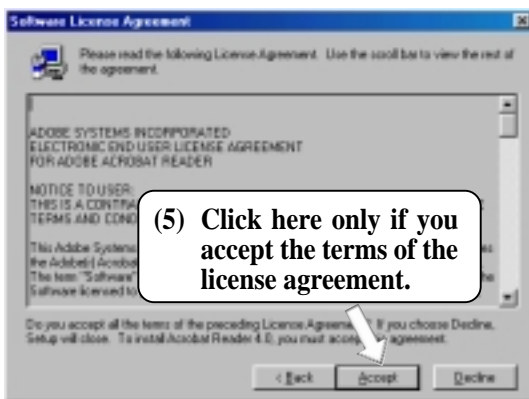 Software License Agreement
Please read the following License Agreement. Use the scroll bar to view the rest of
the agreement.
ADOBE SYSTEMS INCORPORATED
ELECTRONIC END USER LICENSE AGREEMENT
FOR ADOBE ACROBAT READER
NOTICE TO USER:
THIS IS A CONTRA
TERMS AND COND
This Adobe Systems
the Adobe(r) Acrobat
The term "Software"
Software licensed to
(5) Click here only if you
accept the terms of the
license agreement.
Do you accept all the terms of the preceding License Agreeme If you choose Decline,
Setup will close. To install Acrobat Reader 4.0, you must accep agreement.
< Back
Accept
Decline